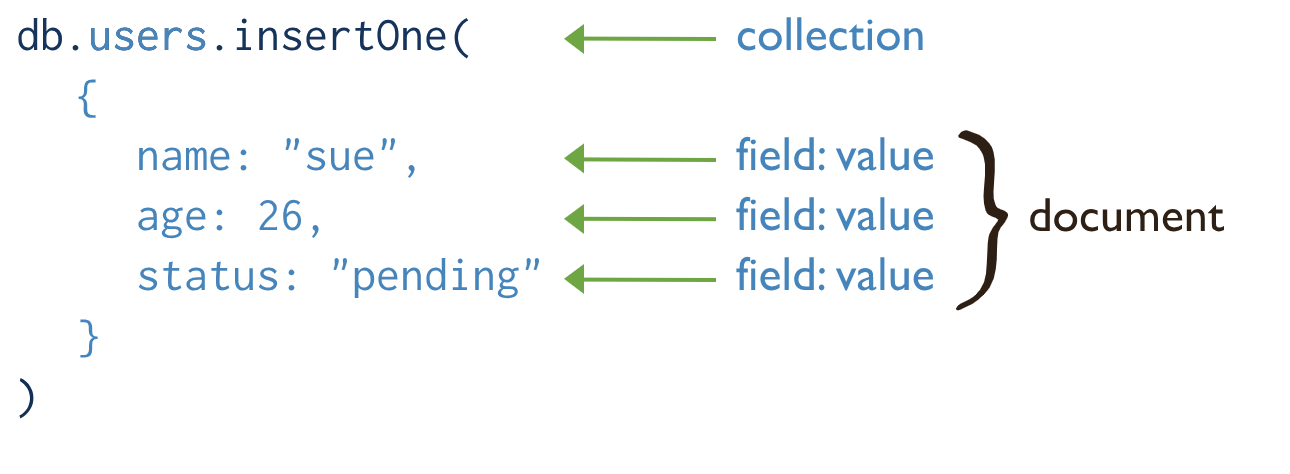 db.users.insertOne( collection
{
name: "sue", field: value
age: 26, field: value
status: "pending" field: value
} document
}
)